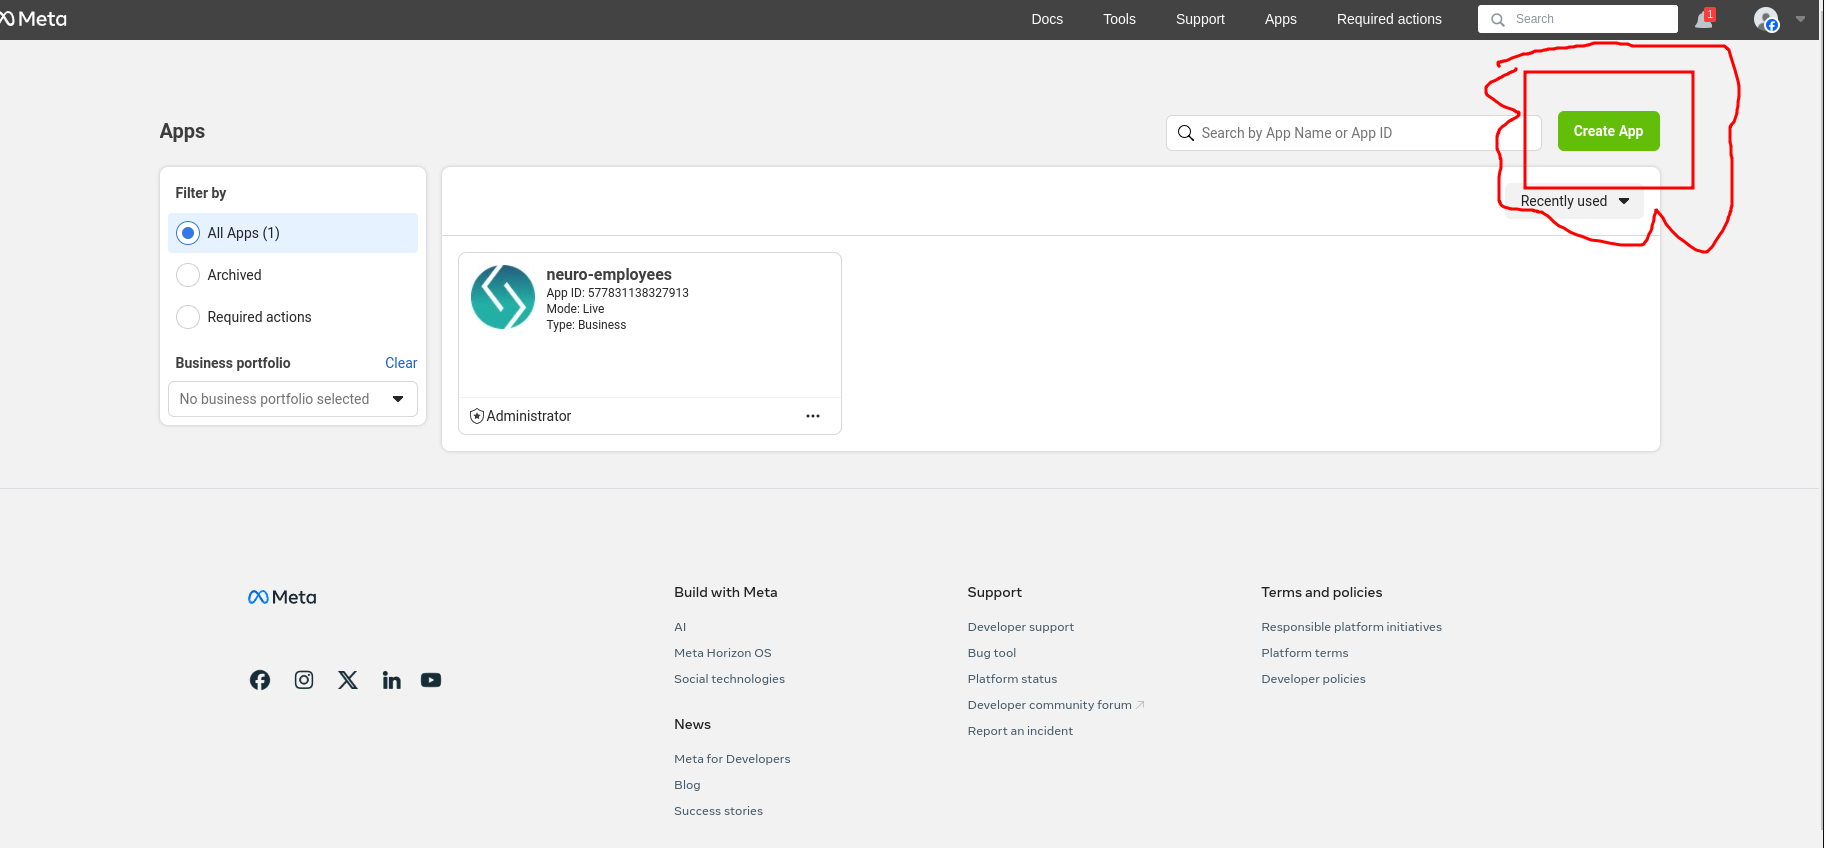 Meta
Docs Tools Support Apps Required actions Search 1
Apps
Search by App Name or App ID
Create App
Filter by
All Apps (1)
Archived
Required actions
Business portfolio Clear
No business portfolio selected
Recently used
neuro-employees
App ID: 577831138327913
Mode: Live
Type: Business
Administrator
Meta
Build with Meta
AI
Meta Horizon OS
Social technologies
News
Meta for Developers
Blog
Success stories
Support
Developer support
Bug tool
Platform status
Developer community forum
Report an incident
Terms and policies
Responsible platform initiatives
Platform terms
Developer policies